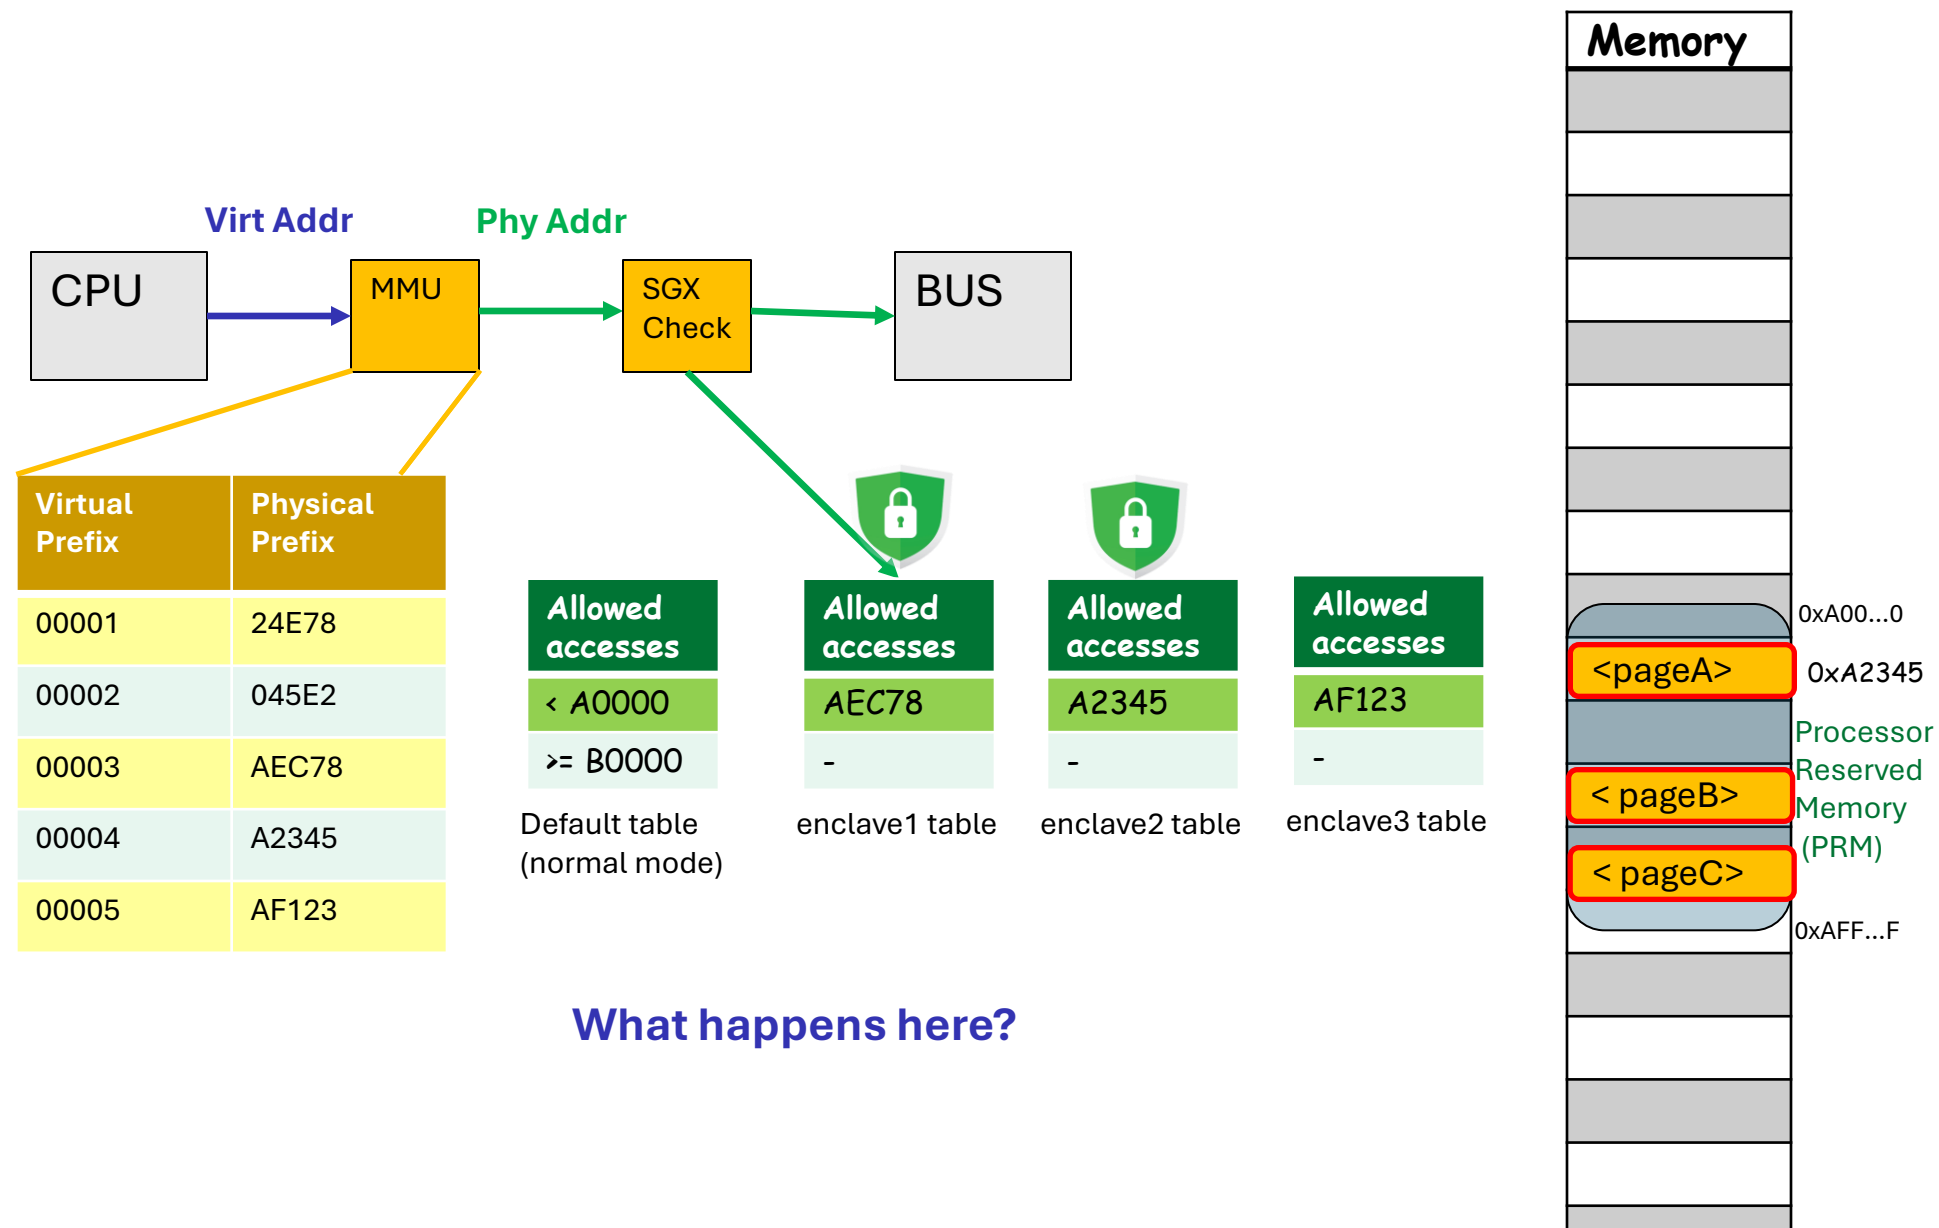 Memory
Virt Addr
Phy Addr
CPU
MMU
SGX
Check
BUS
Virtual
Prefix
Physical
Prefix
00001
24E78
00002
045E2
00003
AEC78
00004
A2345
00005
AF123
Allowed
accesses
< A0000
>= B0000
Default table
(normal mode)
Allowed
accesses
AEC78
-
enclave1 table
Allowed
accesses
A2345
-
enclave2 table
Allowed
accesses
AF123
-
enclave3 table
0xA00...0
<pageA>
0xA2345
Processor
Reserved
Memory
(PRM)
< pageB>
< pageC>
0xAFF...F
What happens here?